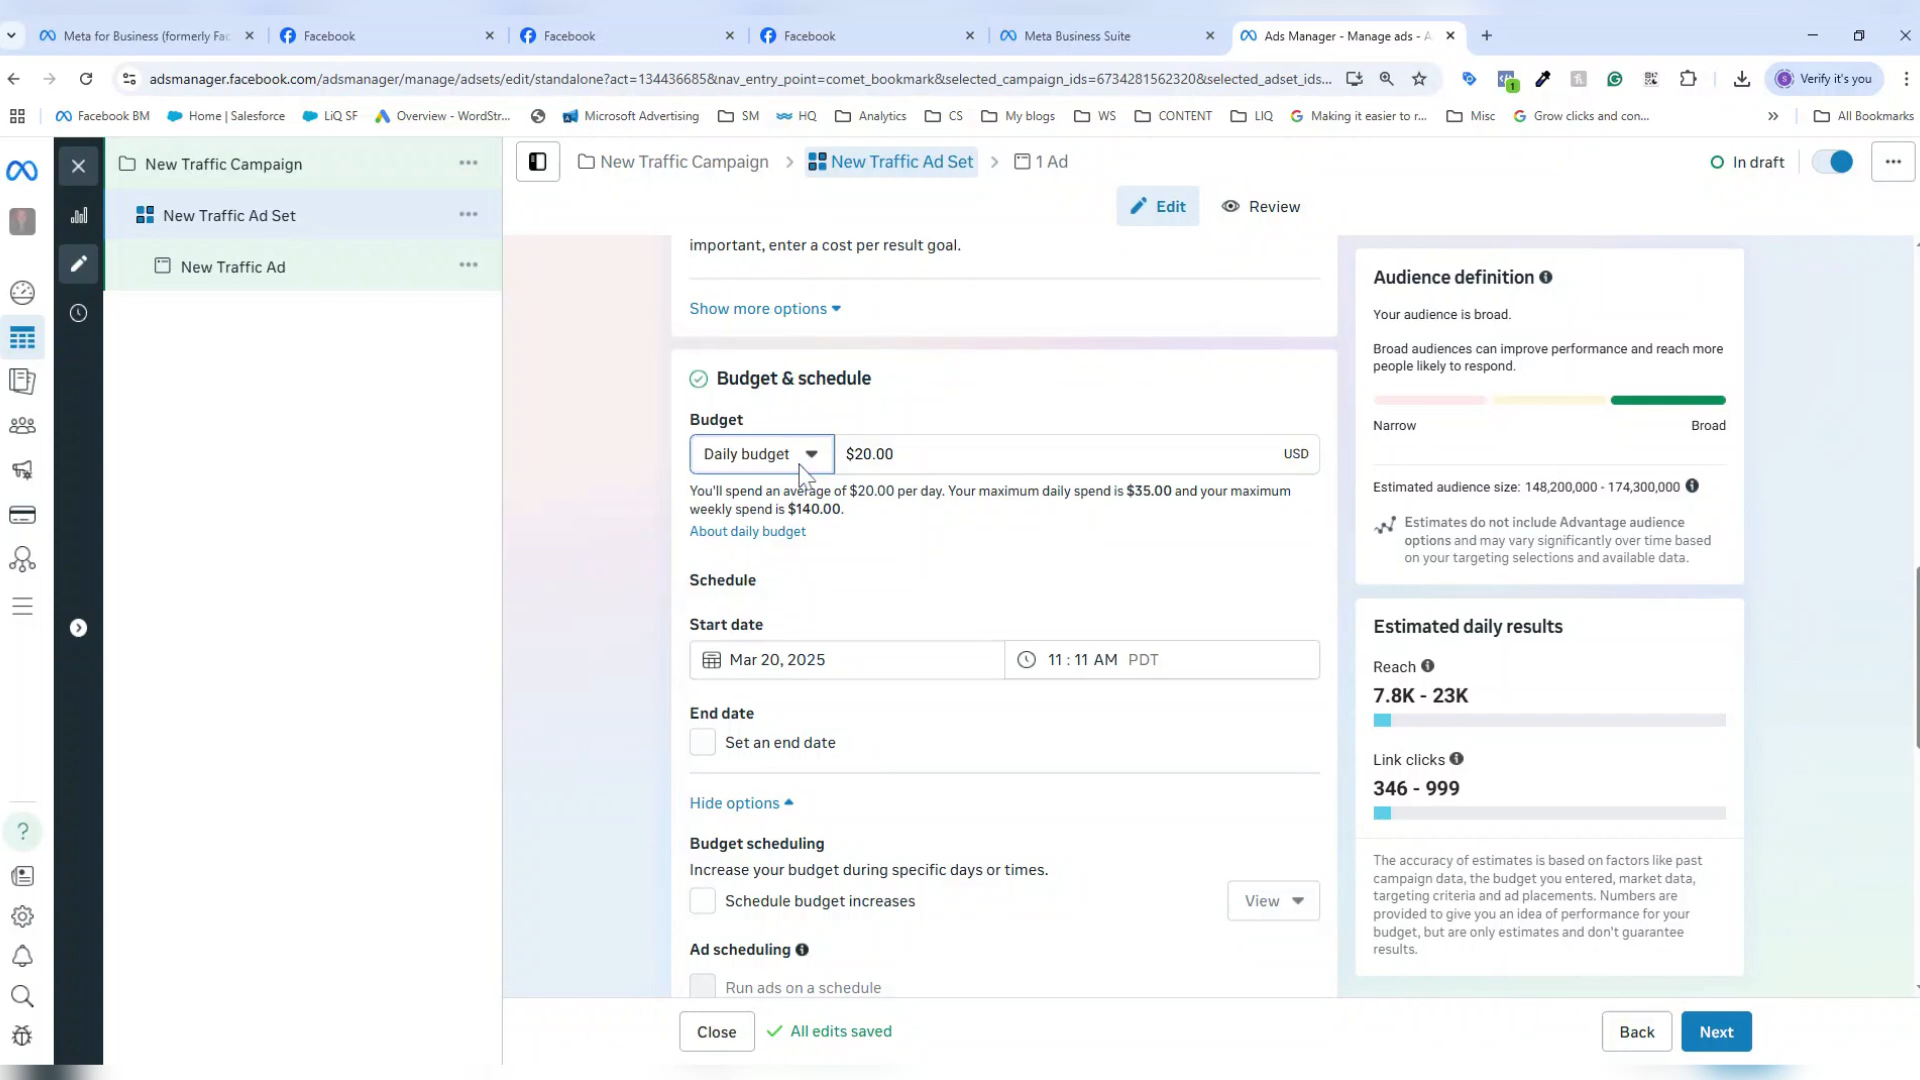 Meta for Business (formerly Fac
Facebook
Facebook
Facebook
Meta Business Suite
Ads Manager - Manage ads - A
adsmanager.facebook.com/adsmanager/manage/adsets/edit/standalone?act=134436685&nav_entry_point=comet_bookmark&selected_campaign_ids=6734281562320&selected_adset_ids...
1
Verify it's you
Facebook BM
Home | Salesforce
LiQ SF
Overview - WordStr...
Microsoft Advertising
SM
HQ
Analytics
CS
My blogs
WS
CONTENT
LIQ
Making it easier to r...
Misc
Grow clicks and con...
All Bookmarks
New Traffic Campaign
New Traffic Ad Set
New Traffic Ad
New Traffic Campaign
New Traffic Ad Set
1 Ad
In draft
Edit
Review
important, enter a cost per result goal.
Show more options
Budget & schedule
Budget
Daily budget
$20.00
USD
You'll spend an average of $20.00 per day. Your maximum daily spend is $35.00 and your maximum
weekly spend is $140.00.
About daily budget
Schedule
Start date
Mar 20, 2025
11 : 11 AM PDT
End date
Set an end date
Hide options
Budget scheduling
Increase your budget during specific days or times.
Schedule budget increases
View
Ad scheduling
Run ads on a schedule
Close
All edits saved
Back
Next
Audience definition
Your audience is broad.
Broad audiences can improve performance and reach more
people likely to respond.
Narrow
Broad
Estimated audience size: 148,200,000 - 174,300,000
Estimates do not include Advantage audience
options and may vary significantly over time based
on your targeting selections and available data.
Estimated daily results
Reach
7.8K - 23K
Link clicks
346 - 999
The accuracy of estimates is based on factors like past
campaign data, the budget you entered, market data,
targeting criteria and ad placements. Numbers are
provided to give you an idea of performance for your
budget, but are only estimates and don't guarantee
results.